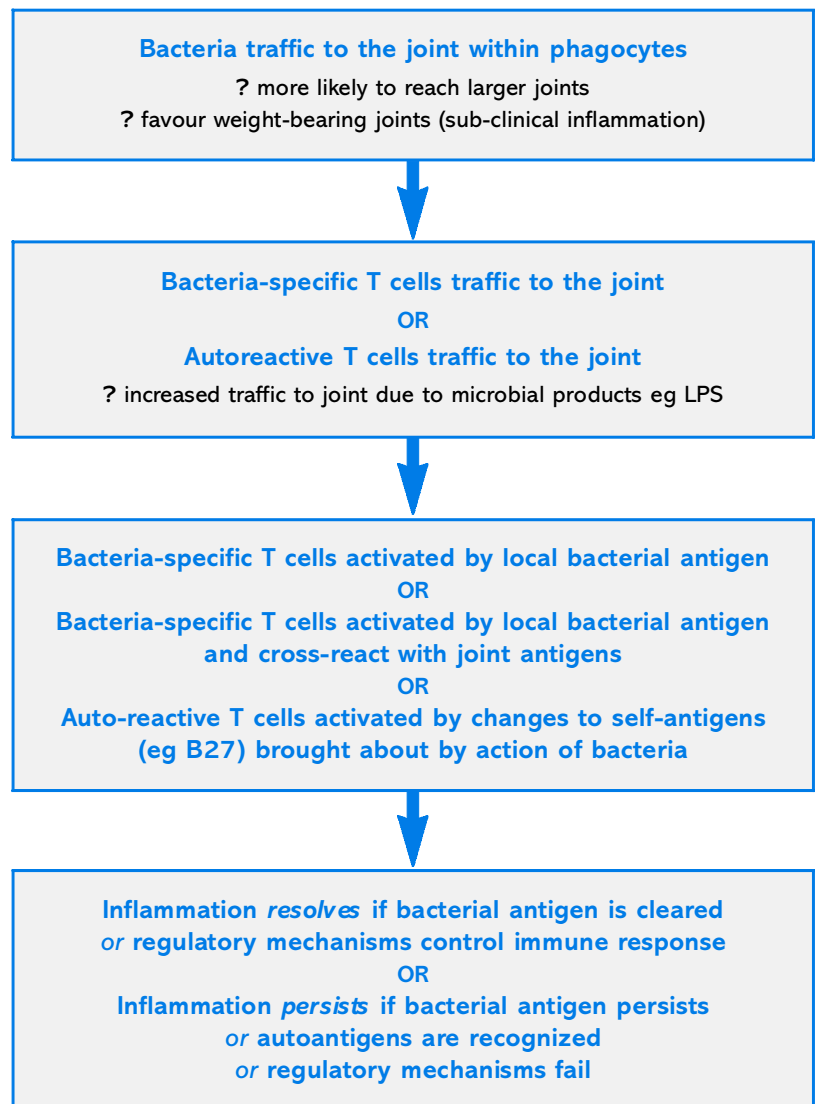 Bacteria traffic to the joint within phagocytes
? more likely to reach larger joints
? favour weight-bearing joints (sub-clinical inflammation)
Bacteria-specific T cells traffic to the joint
OR
Autoreactive T cells traffic to the joint
? increased traffic to joint due to microbial products eg LPS
Bacteria-specific T cells activated by local bacterial antigen
OR
Bacteria-specific T cells activated by local bacterial antigen
and cross-react with joint antigens
OR
Auto-reactive T cells activated by changes to self-antigens
(eg B27) brought about by action of bacteria
Inflammation resolves if bacterial antigen is cleared
or regulatory mechanisms control immune response
OR
Inflammation persists if bacterial antigen persists
or autoantigens are recognized
or regulatory mechanisms fail